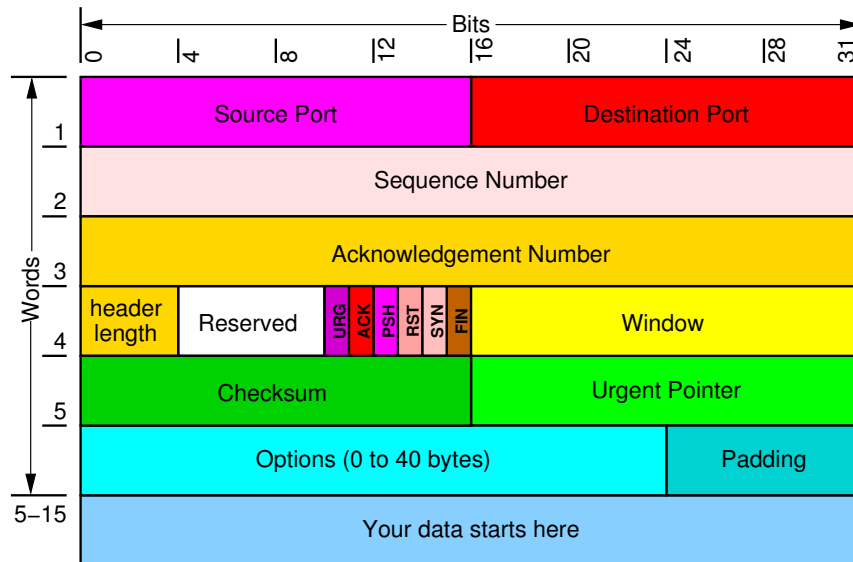 Bits
0 4 8 12 16 20 24 28 31
Words
Source Port Destination Port
1
Sequence Number
2
Acknowledgement Number
3
header
length
Reserved URG ACK PSH RST SYN FIN Window
4
Checksum Urgent Pointer
5
Options (0 to 40 bytes) Padding
5–15
Your data starts here